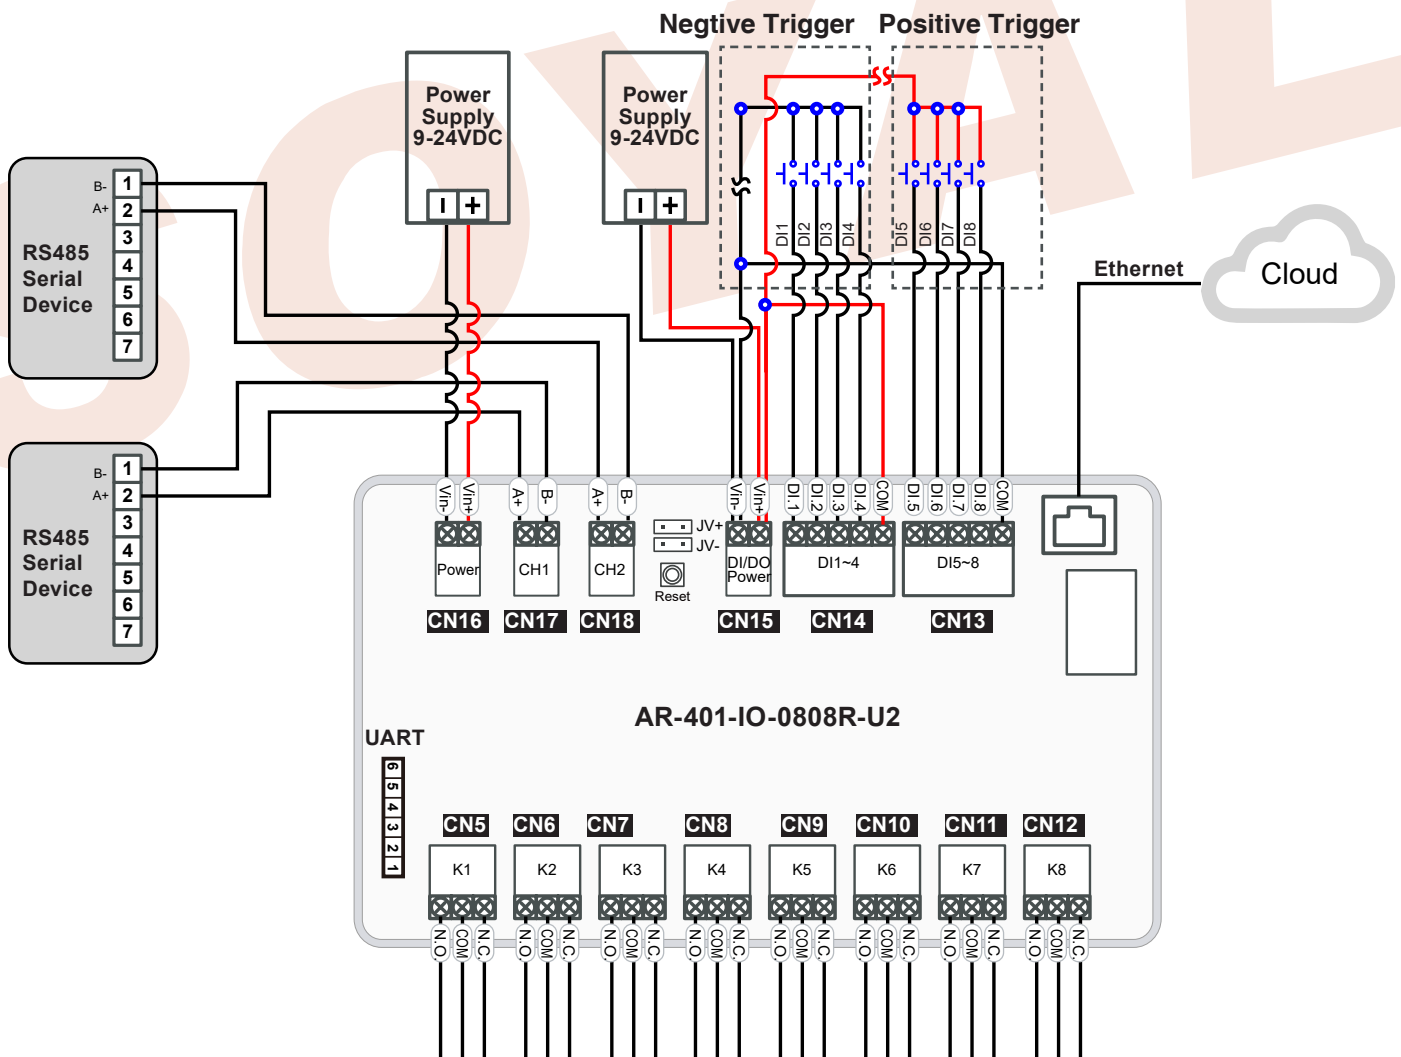 SOYAL
Negtive Trigger
Positive Trigger
Power
Supply
9-24VDC
Power
Supply
9-24VDC
B-
A+
1
2
3
4
5
6
7
RS485
Serial
Device
DI1
DI2
DI3
DI4
DI5
DI6
DI7
DI8
Ethernet
Cloud
B-
A+
1
2
3
4
5
6
7
RS485
Serial
Device
Vin-
Vin+
A+
B-
A+
B-
Vin-
Vin+
DI.1
DI.2
DI.3
DI.4
COM
DI.5
DI.6
DI.7
DI.8
COM
JV+
JV-
Reset
Power
CH1
CH2
DI/DO
Power
DI1~4
DI5~8
CN16
CN17
CN18
CN15
CN14
CN13
AR-401-IO-0808R-U2
UART
6
5
4
3
2
1
CN5
CN6
CN7
CN8
CN9
CN10
CN11
CN12
K1
K2
K3
K4
K5
K6
K7
K8
N.O.
COM
N.C.
N.O.
COM
N.C.
N.O.
COM
N.C.
N.O.
COM
N.C.
N.O.
COM
N.C.
N.O.
COM
N.C.
N.O.
COM
N.C.
N.O.
COM
N.C.